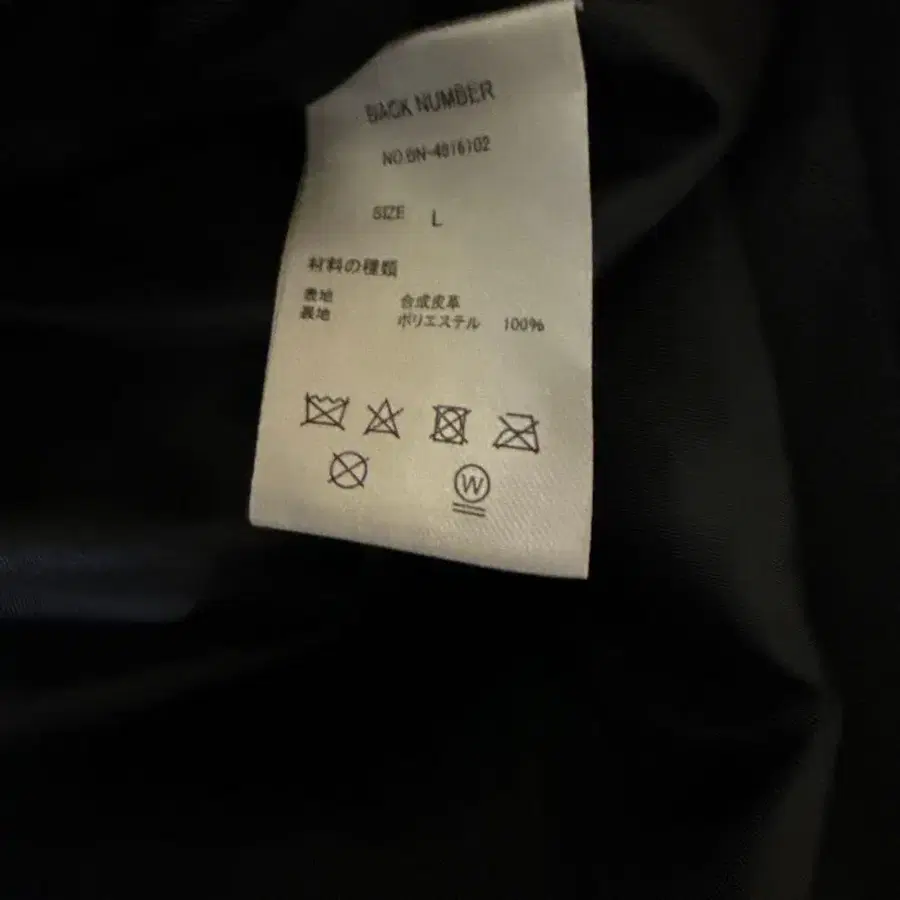 BACK NUMBER
NO.BN-4816102
SIZE L
材料の種類
表地 合成皮革
裏地 ポリエステル 100%
W